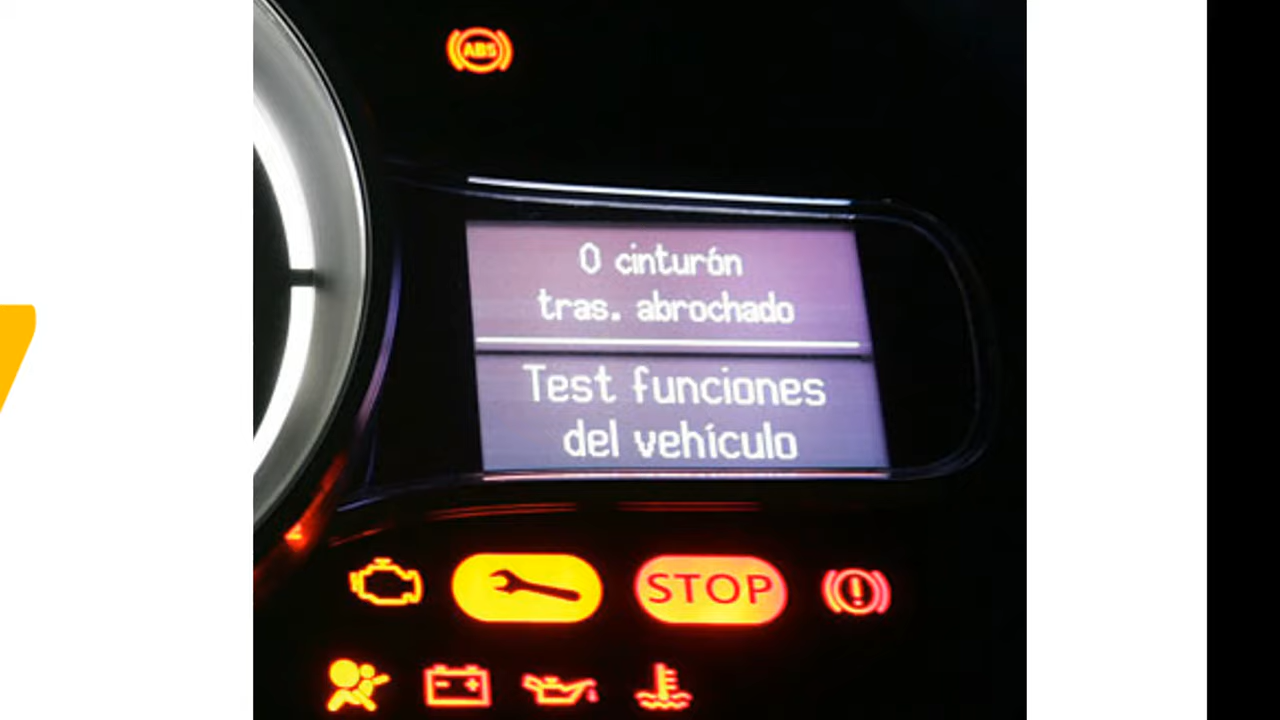 ABS
0 cinturón
tras. abrochado
Test funciones
del vehículo
STOP